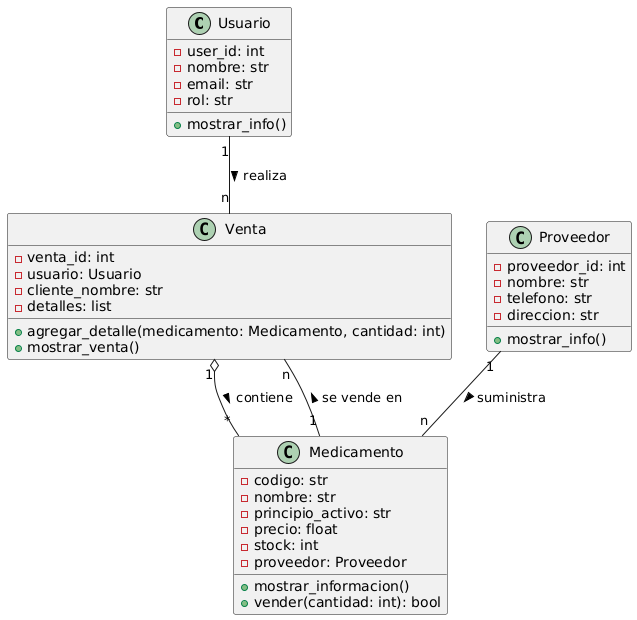 C Usuario
user_id: int
nombre: str
email: str
rol: str
mostrar_info()
1
realiza
n
C Venta
venta_id: int
usuario: Usuario
cliente_nombre: str
detalles: list
agregar_detalle(medicamento: Medicamento, cantidad: int)
mostrar_venta()
C Proveedor
proveedor_id: int
nombre: str
telefono: str
direccion: str
mostrar_info()
1
contiene
*
n
se vende en
1
1
suministra
n
C Medicamento
codigo: str
nombre: str
principio_activo: str
precio: float
stock: int
proveedor: Proveedor
mostrar_informacion()
vender(cantidad: int): bool